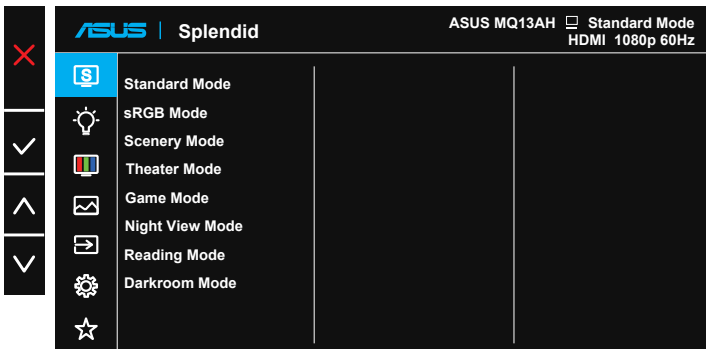 ASUS | Splendid
ASUS MQ13AH Standard Mode
HDMI 1080p 60Hz
S
Standard Mode
sRGB Mode
Scenery Mode
Theater Mode
Game Mode
Night View Mode
Reading Mode
Darkroom Mode